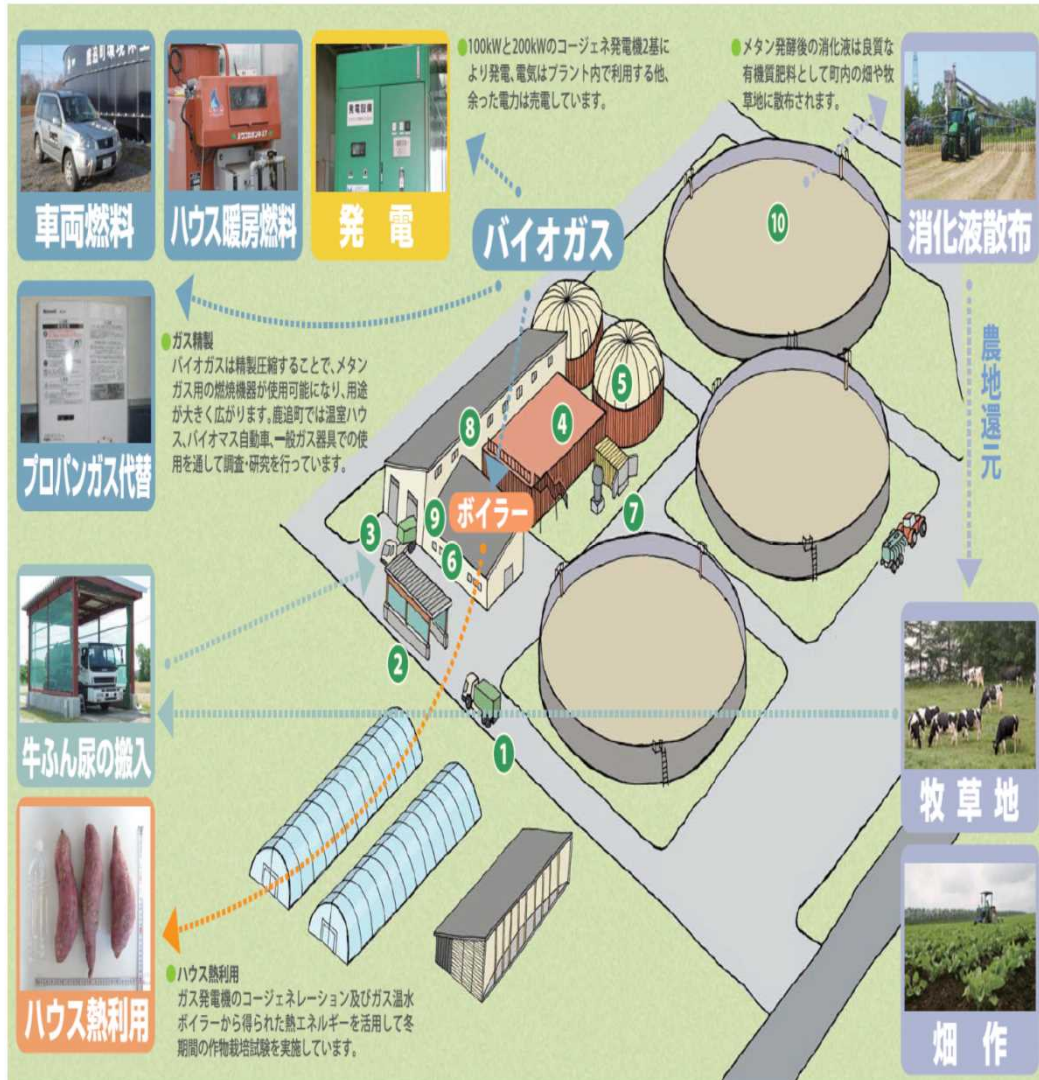 ●100kWと200kWのコージェネ発電機2基に
より発電、電気はプラント内で利用する他、
余った電力は売電しています。
●メタン発酵後の消化液は良質な
有機質肥料として町内の畑や牧
草地に散布されます。
車両燃料
ハウス暖房燃料
発電設備
発電
バイオガス
消化液散布
●ガス精製
バイオガスは精製圧縮することで、メタン
ガス用の燃焼機器が使用可能になり、用途
が大きく広がります。鹿追町では温室ハウ
ス、バイオマス自動車、一般ガス器具での使
用を通して調査・研究を行っています。
プロパンガス代替
農地還元
10
5
4
8
7
9
ボイラー
3
6
2
1
牛ふん尿の搬入
牧草地
●ハウス熱利用
ガス発電機のコージェネレーション及びガス温水
ボイラーから得られた熱エネルギーを活用して冬
期間の作物栽培試験を実施しています。
ハウス熱利用
畑作